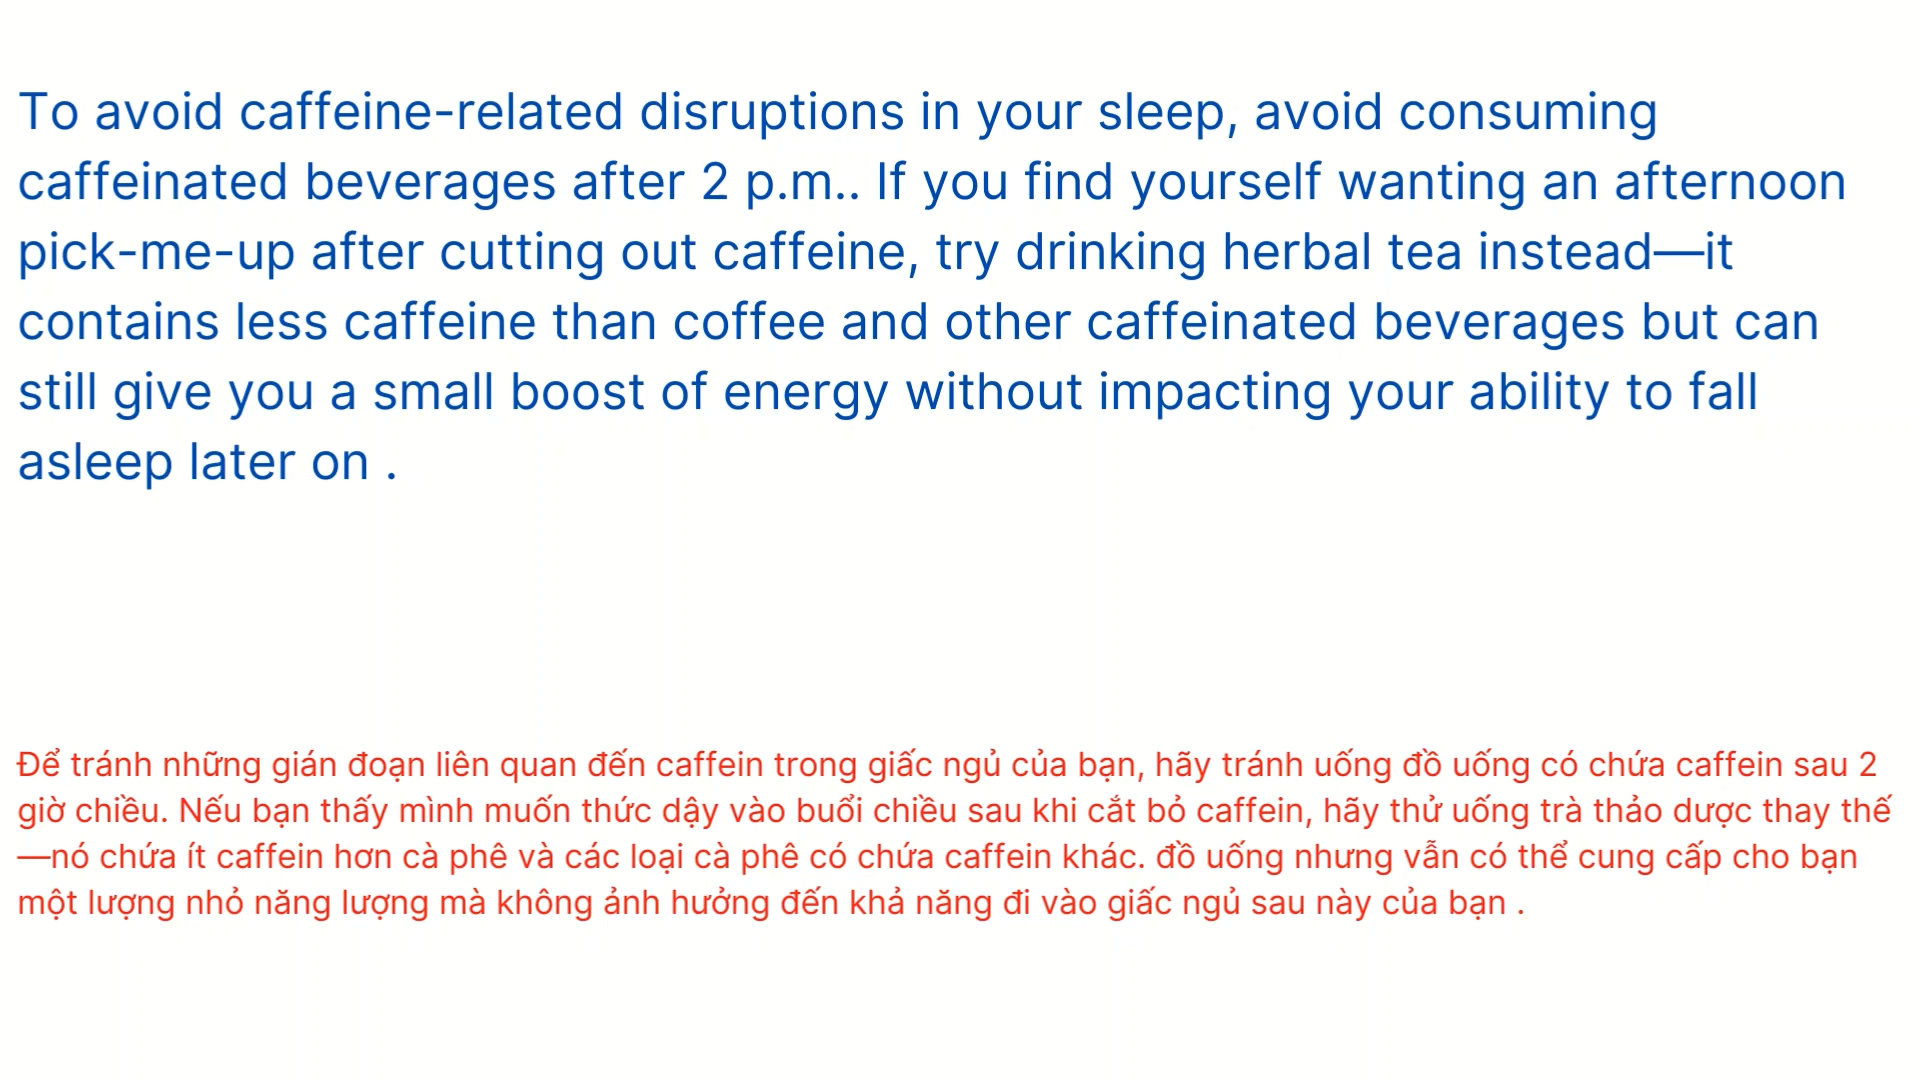 To avoid caffeine-related disruptions in your sleep, avoid consuming
caffeinated beverages after 2 p.m.. If you find yourself wanting an afternoon
pick-me-up after cutting out caffeine, try drinking herbal tea instead—it
contains less caffeine than coffee and other caffeinated beverages but can
still give you a small boost of energy without impacting your ability to fall
asleep later on .
Để tránh những gián đoạn liên quan đến caffein trong giấc ngủ của bạn, hãy tránh uống đồ uống có chứa caffein sau 2
giờ chiều. Nếu bạn thấy mình muốn thức dậy vào buổi chiều sau khi cắt bỏ caffein, hãy thử uống trà thảo dược thay thế
—nó chứa ít caffein hơn cà phê và các loại cà phê có chứa caffein khác. đồ uống nhưng vẫn có thể cung cấp cho bạn
một lượng nhỏ năng lượng mà không ảnh hưởng đến khả năng đi vào giấc ngủ sau này của bạn .